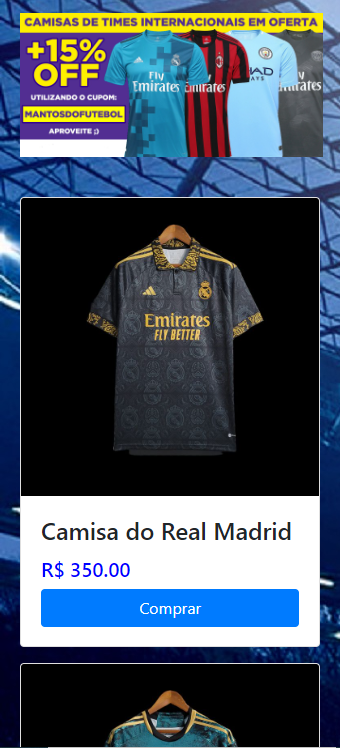 CAMISAS DE TIMES INTERNACIONAIS EM OFERTA
+15%
OFF
UTILIZANDO O CUPOM:
MANTOSDOFUTEBOL
APROVEITE ;)
Fly
Emirates
Emirates
Emirates
FLY BETTER
Camisa do Real Madrid
R$ 350.00
Comprar